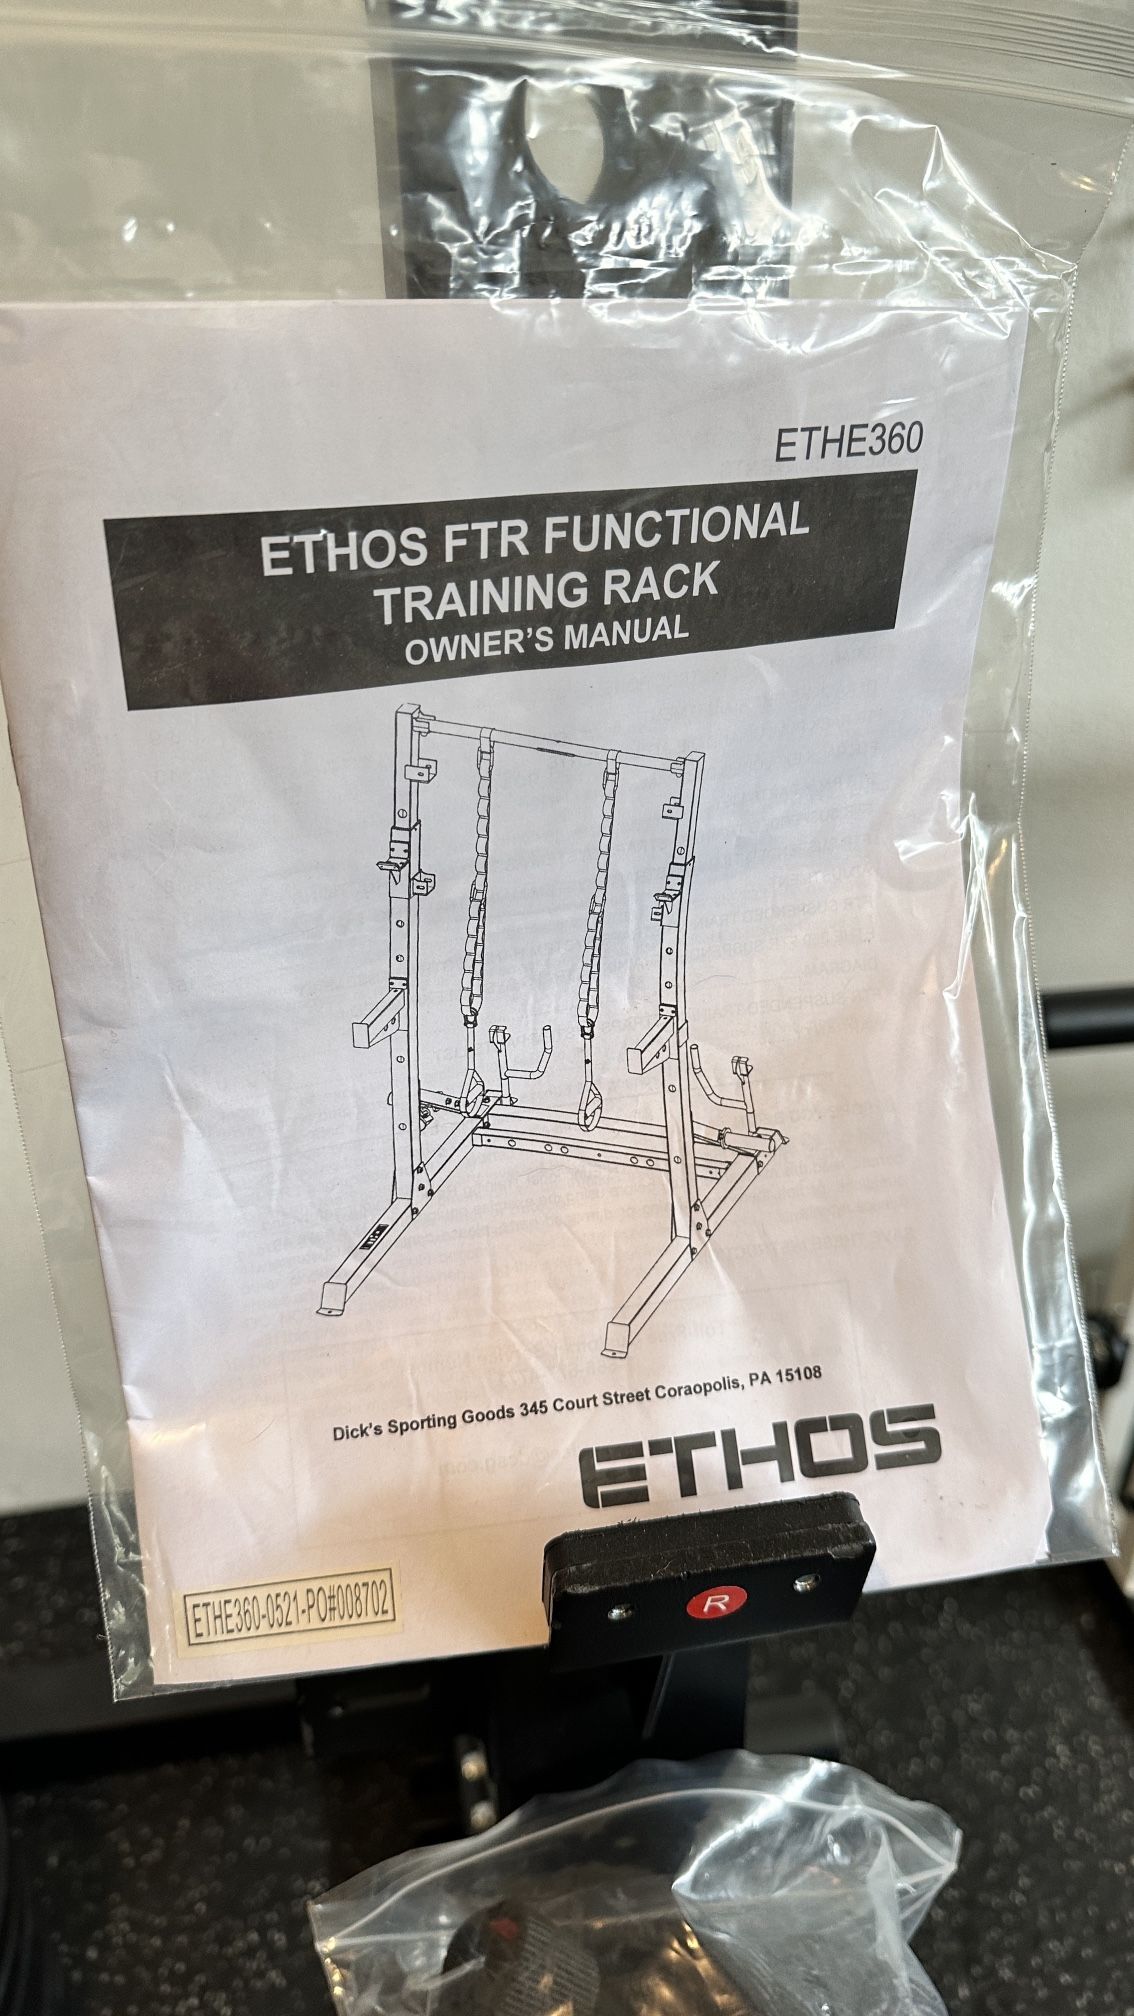 ETHE360
ETHOS FTR FUNCTIONAL
TRAINING RACK
OWNER'S MANUAL
ETHOS
Dick's Sporting Goods 345 Court Street Coraopolis, PA 15108
ETHOS
ETHE360-0521-PO#008702
R